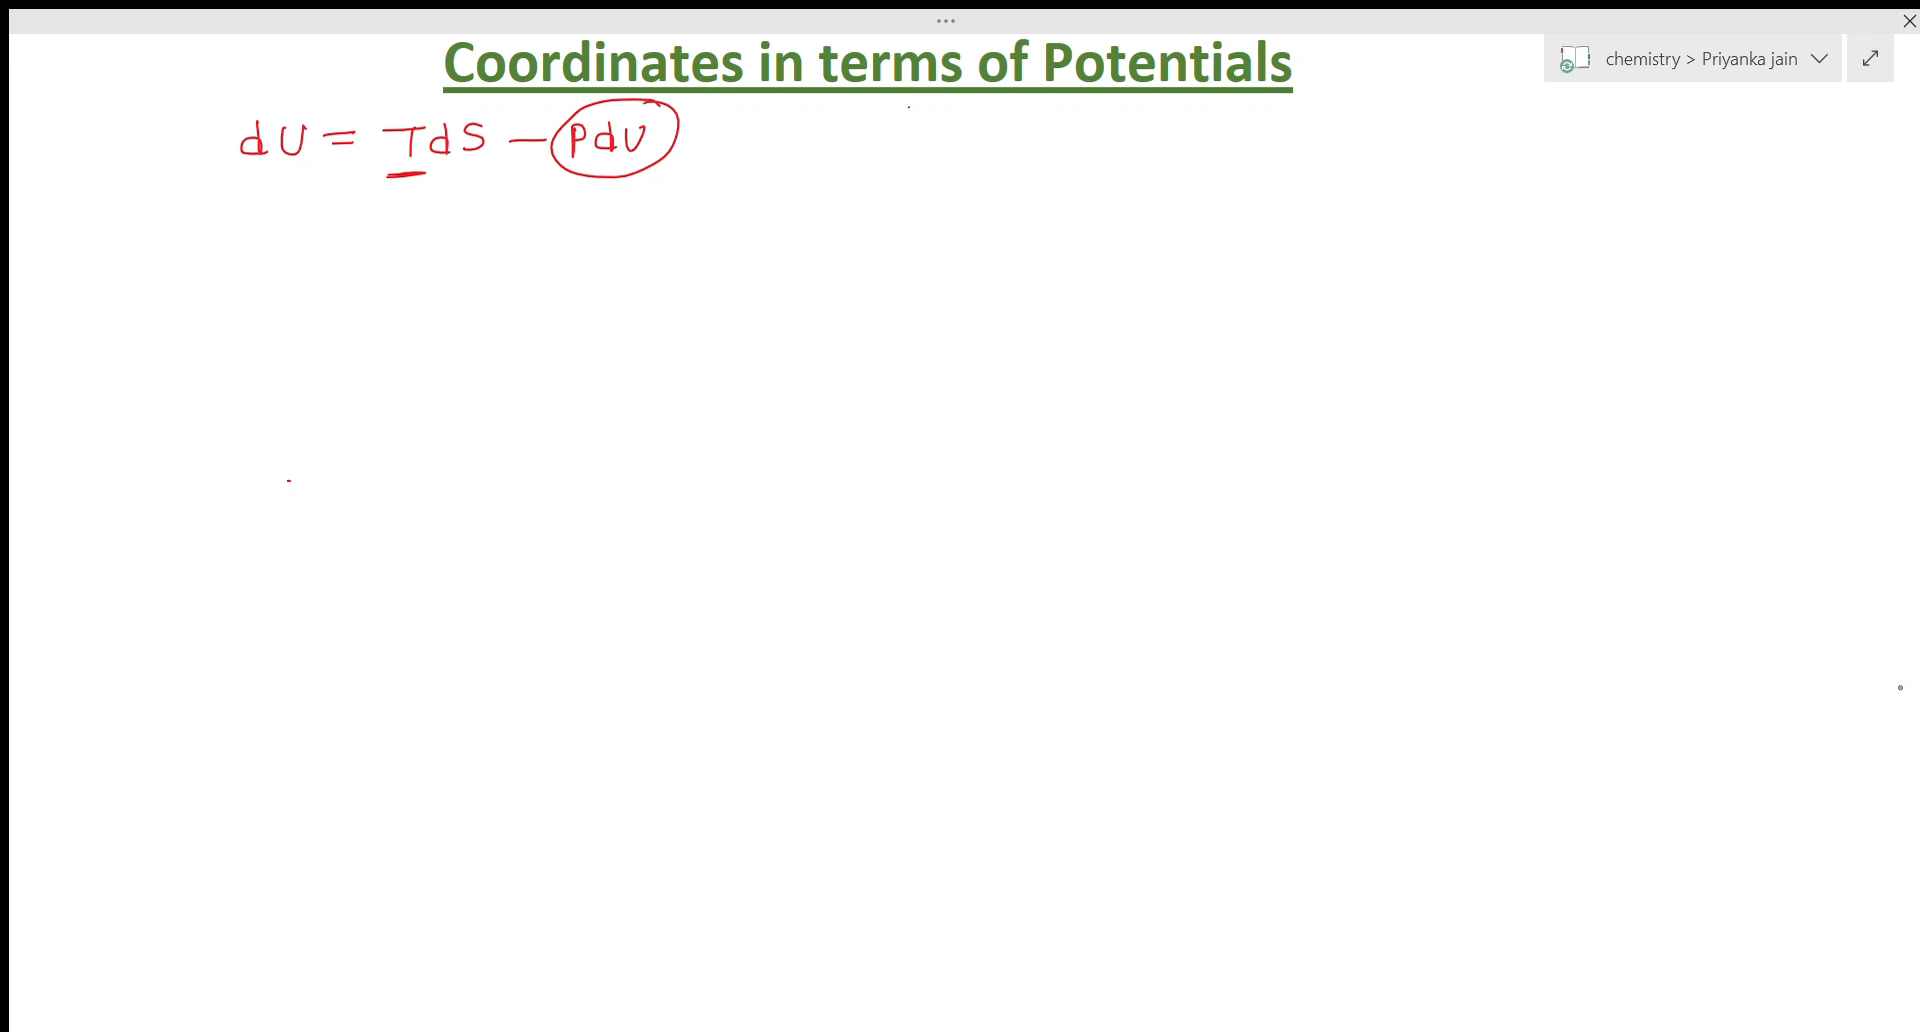 Coordinates in terms of Potentials
chemistry > Priyanka jain
dU = TdS - PdV